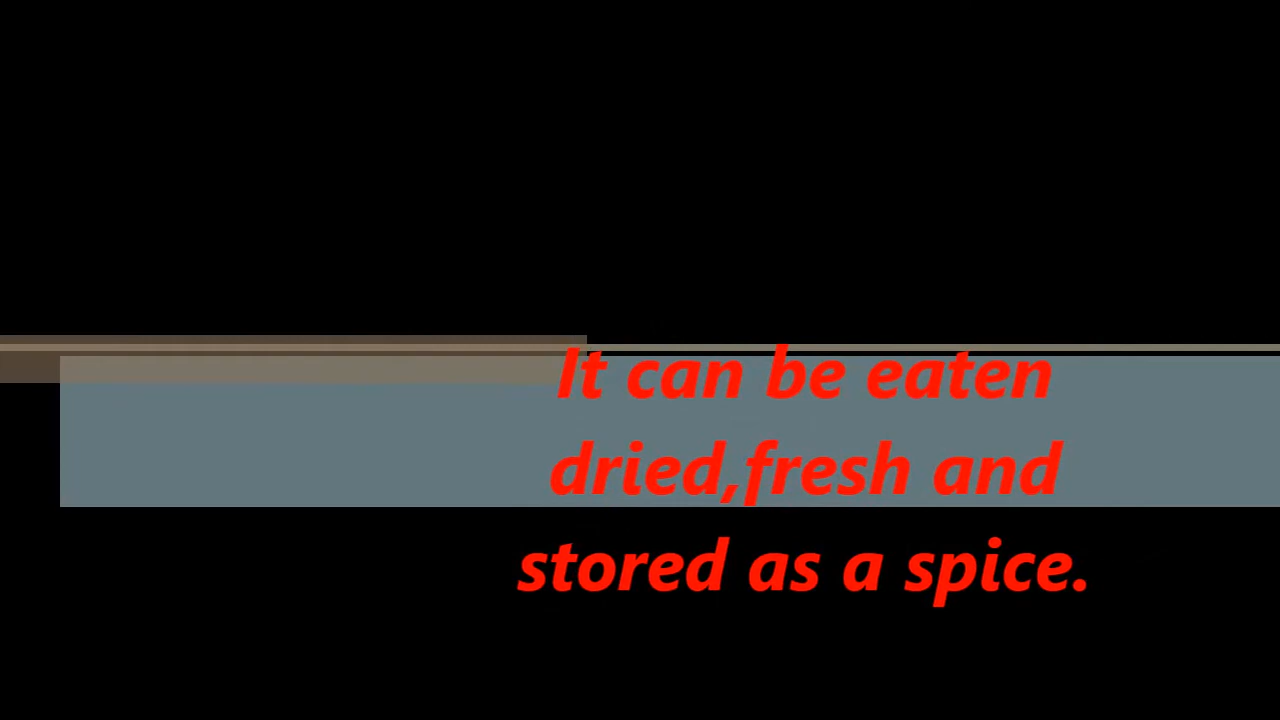 It can be eaten
dried,fresh and
stored as a spice.